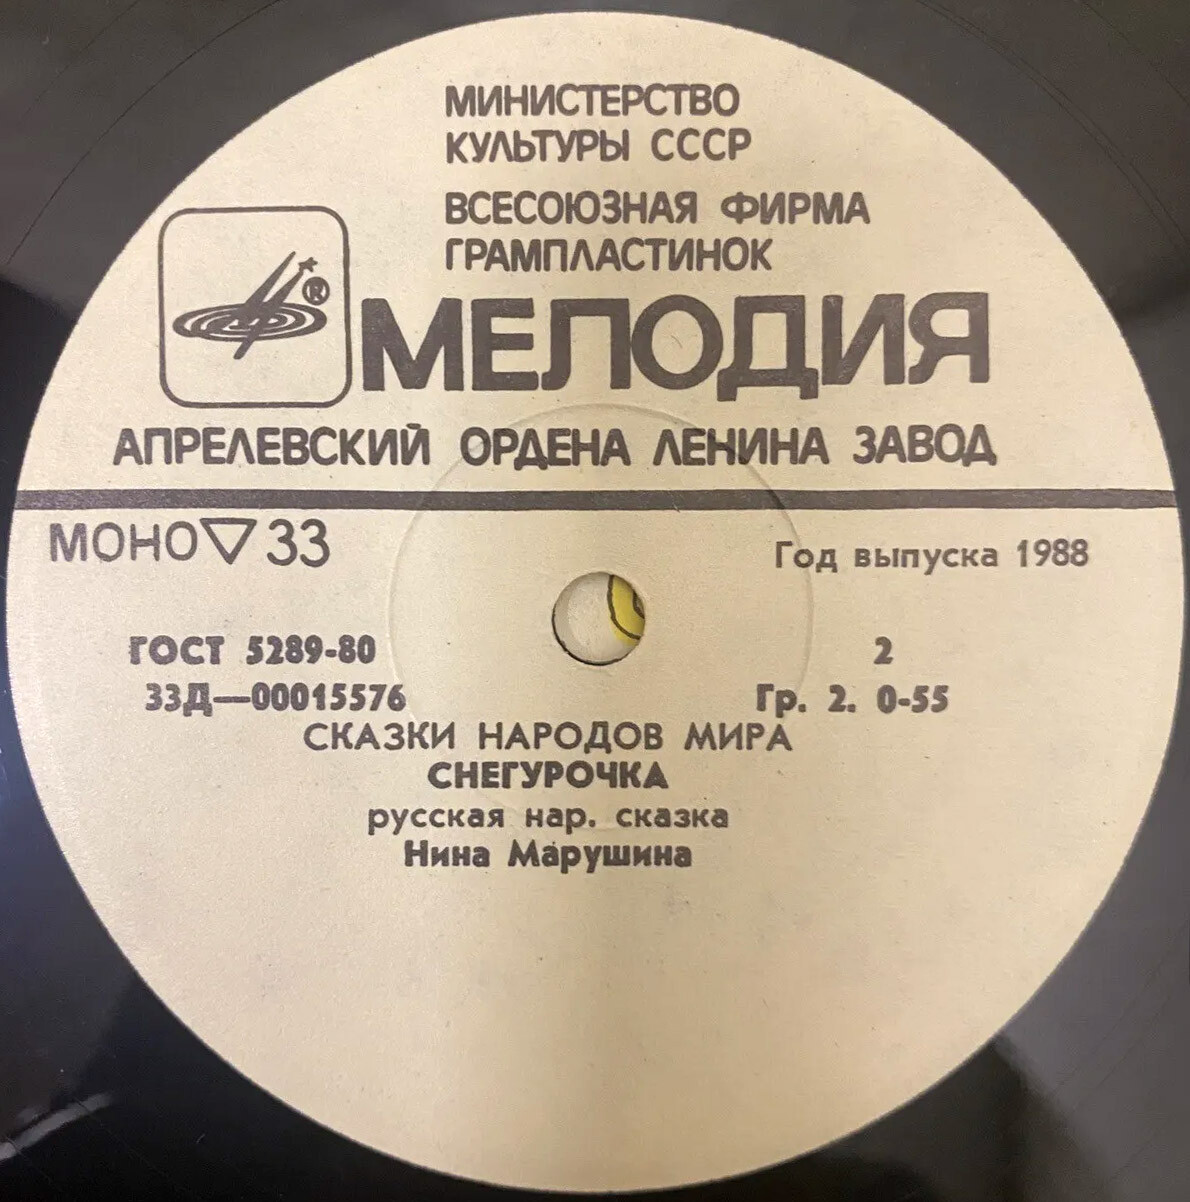 МИНИСТЕРСТВО
КУЛЬТУРЫ СССР
ВСЕСОЮЗНАЯ ФИРМА
ГРАМПЛАСТИНОК
®
МЕЛОДИЯ
АПРЕЛЕВСКИЙ ОРДЕНА ЛЕНИНА ЗАВОД
МОНО▽33
Год выпуска 1988
ГОСТ 5289-80
2
33Д—00015576
Гр. 2. 0-55
СКАЗКИ НАРОДОВ МИРА
СНЕГУРОЧКА
русская нар. сказка
Нина Марушина